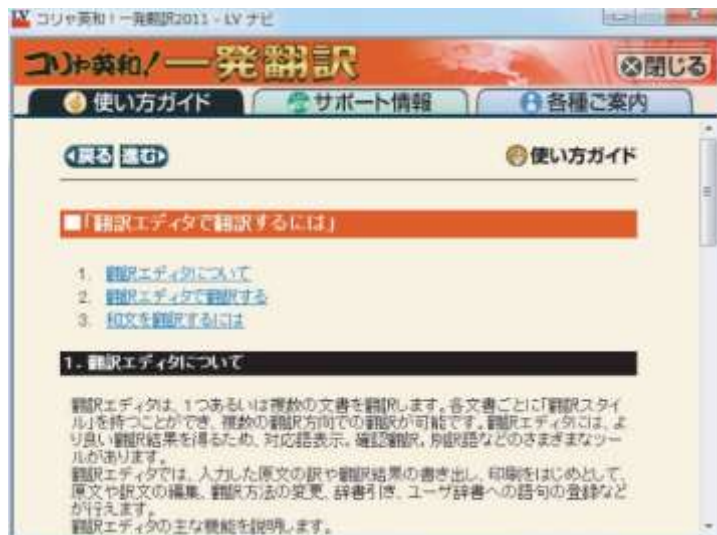 コリャ英和!一発翻訳2011 - LV ナビ
コリャ英和!一発翻訳
閉じる
使い方ガイド
サポート情報
各種ご案内
戻る 進む
使い方ガイド
■「翻訳エディタで翻訳するには」
1. 翻訳エディタについて
2. 翻訳エディタで翻訳する
3. 和文を翻訳するには
1. 翻訳エディタについて
翻訳エディタは、1つあるいは複数の文書を翻訳します。各文書ごとに「翻訳スタイ
ル」を持つことができ、複数の翻訳方向での翻訳が可能です。翻訳エディタには、よ
り良い翻訳結果を得るため、対応語表示、確認翻訳、別訳語などのさまざまなツー
ルがあります。
翻訳エディタでは、入力した原文の訳や翻訳結果の書き出し、印刷をはじめとして、
原文や訳文の編集、翻訳方法の変更、辞書引き、ユーザ辞書への語句の登録など
が行えます。
翻訳エディタの主な機能を説明します。